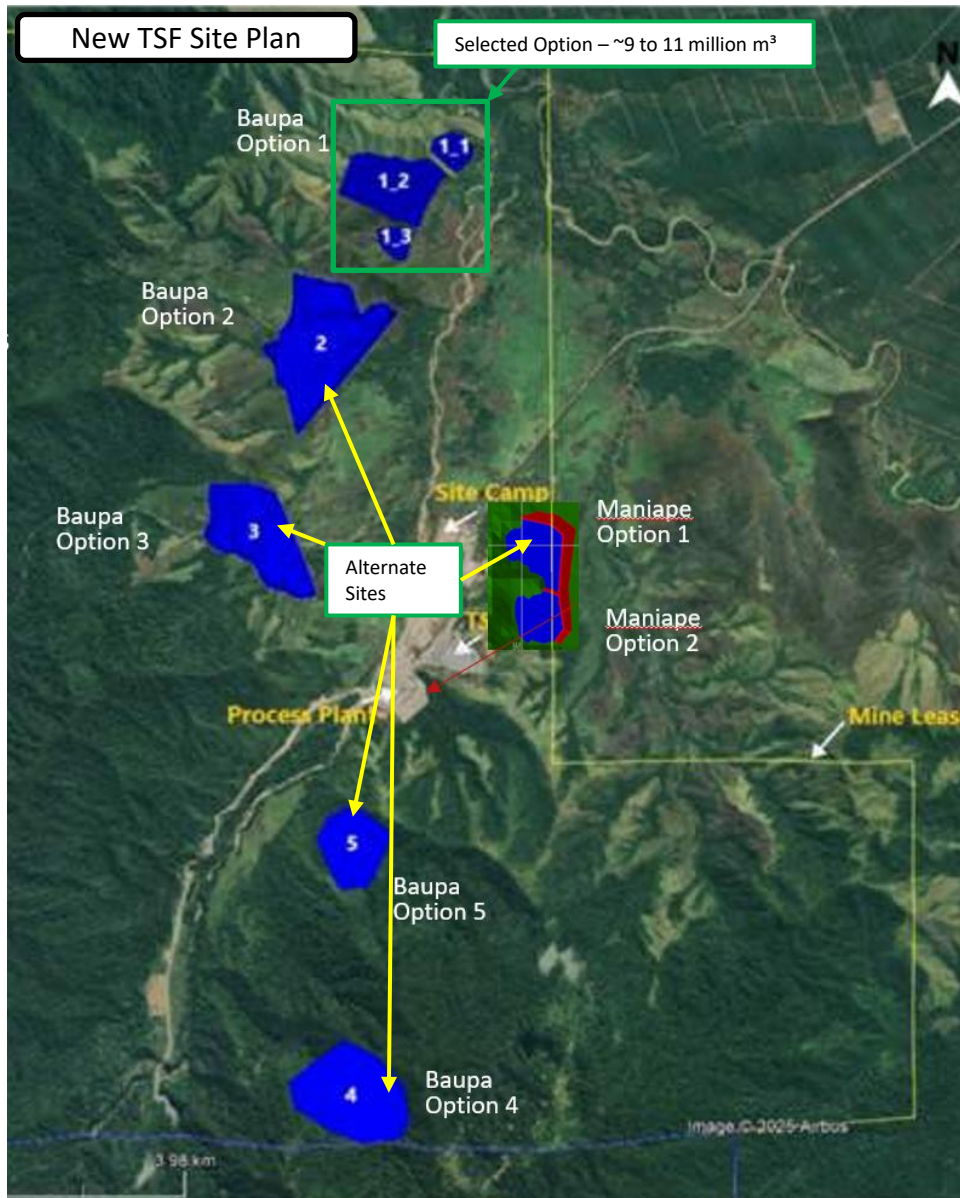 New TSF Site Plan
Selected Option – ~9 to 11 million m³
N
Baupa
Option 1
1_1
1_2
1_3
Baupa
Option 2
2
Site Camp
Baupa
Option 3
3
Maniape
Option 1
Alternate
Sites
TS
Maniape
Option 2
Process Plant
Mine Leas
5
Baupa
Option 5
4
Baupa
Option 4
Image © 2025 Airbus
3.98 km